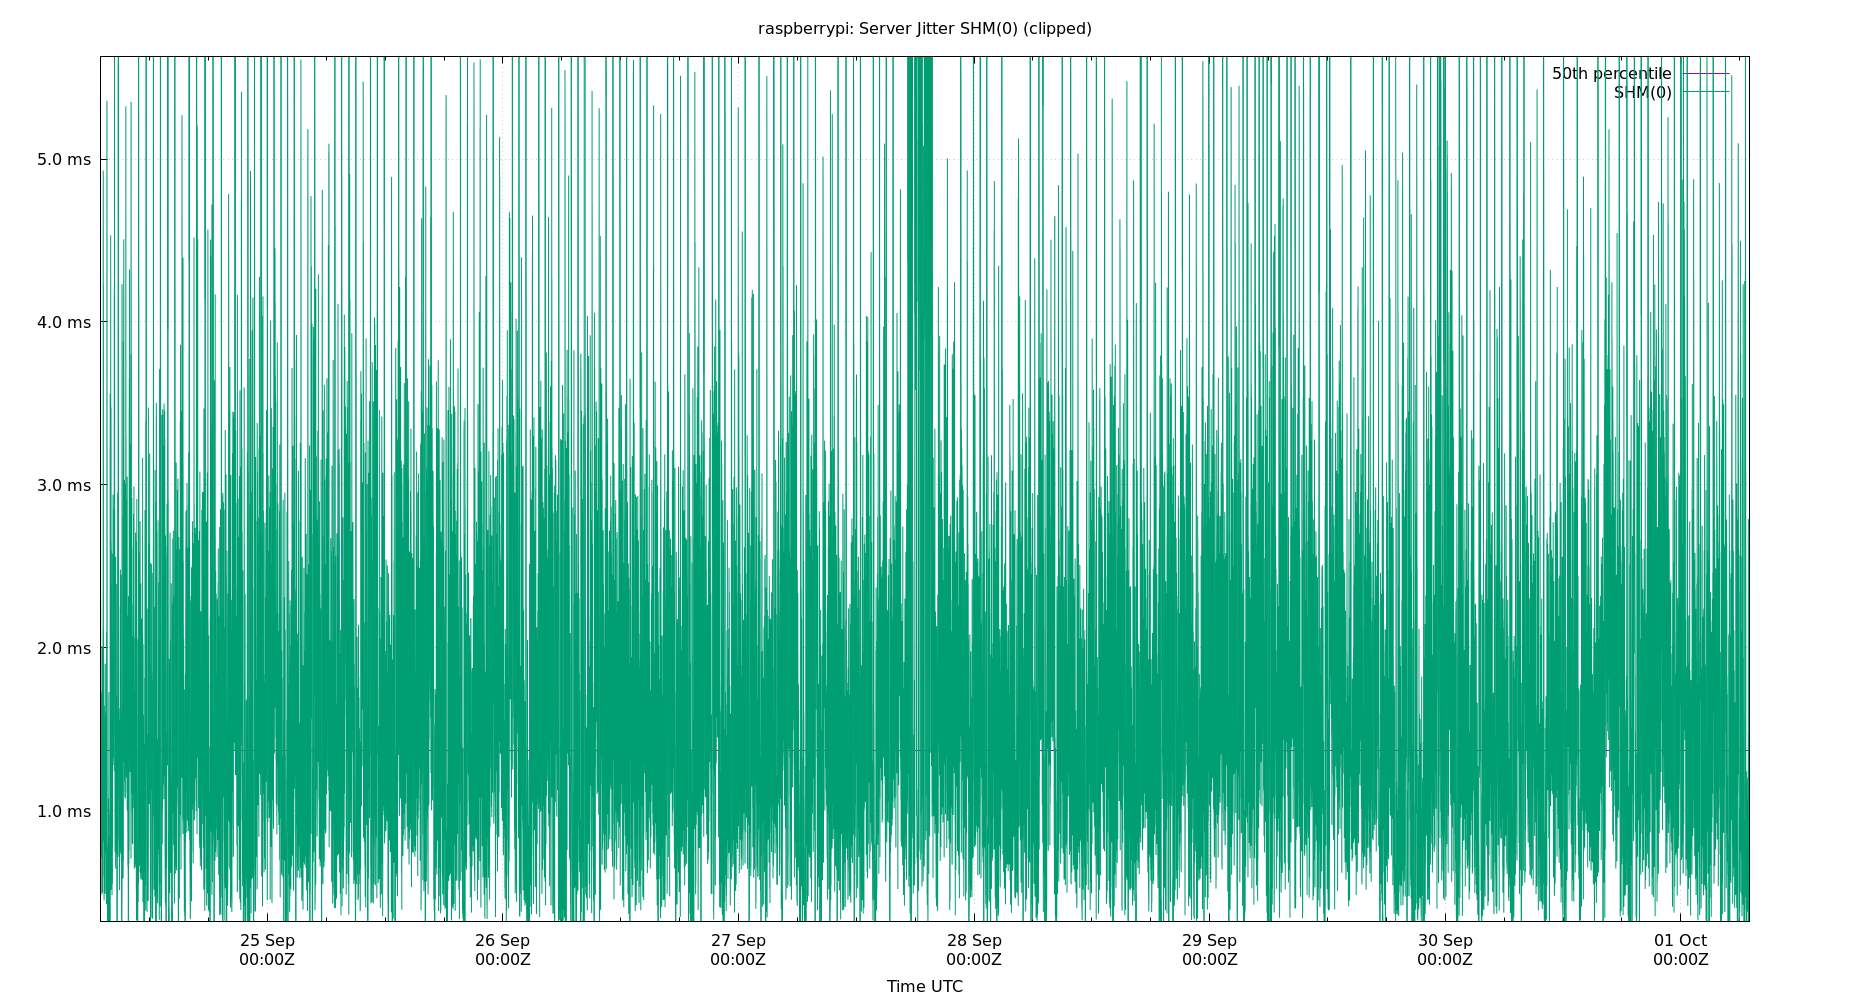 raspberrypi: Server Jitter SHM(0) (clipped)
50th percentile
SHM(0)
5.0 ms
4.0 ms
3.0 ms
2.0 ms
1.0 ms
25 Sep 26 Sep 27 Sep 28 Sep 29 Sep 30 Sep 01 Oct
00:00Z 00:00Z 00:00Z 00:00Z 00:00Z 00:00Z 00:00Z
Time UTC